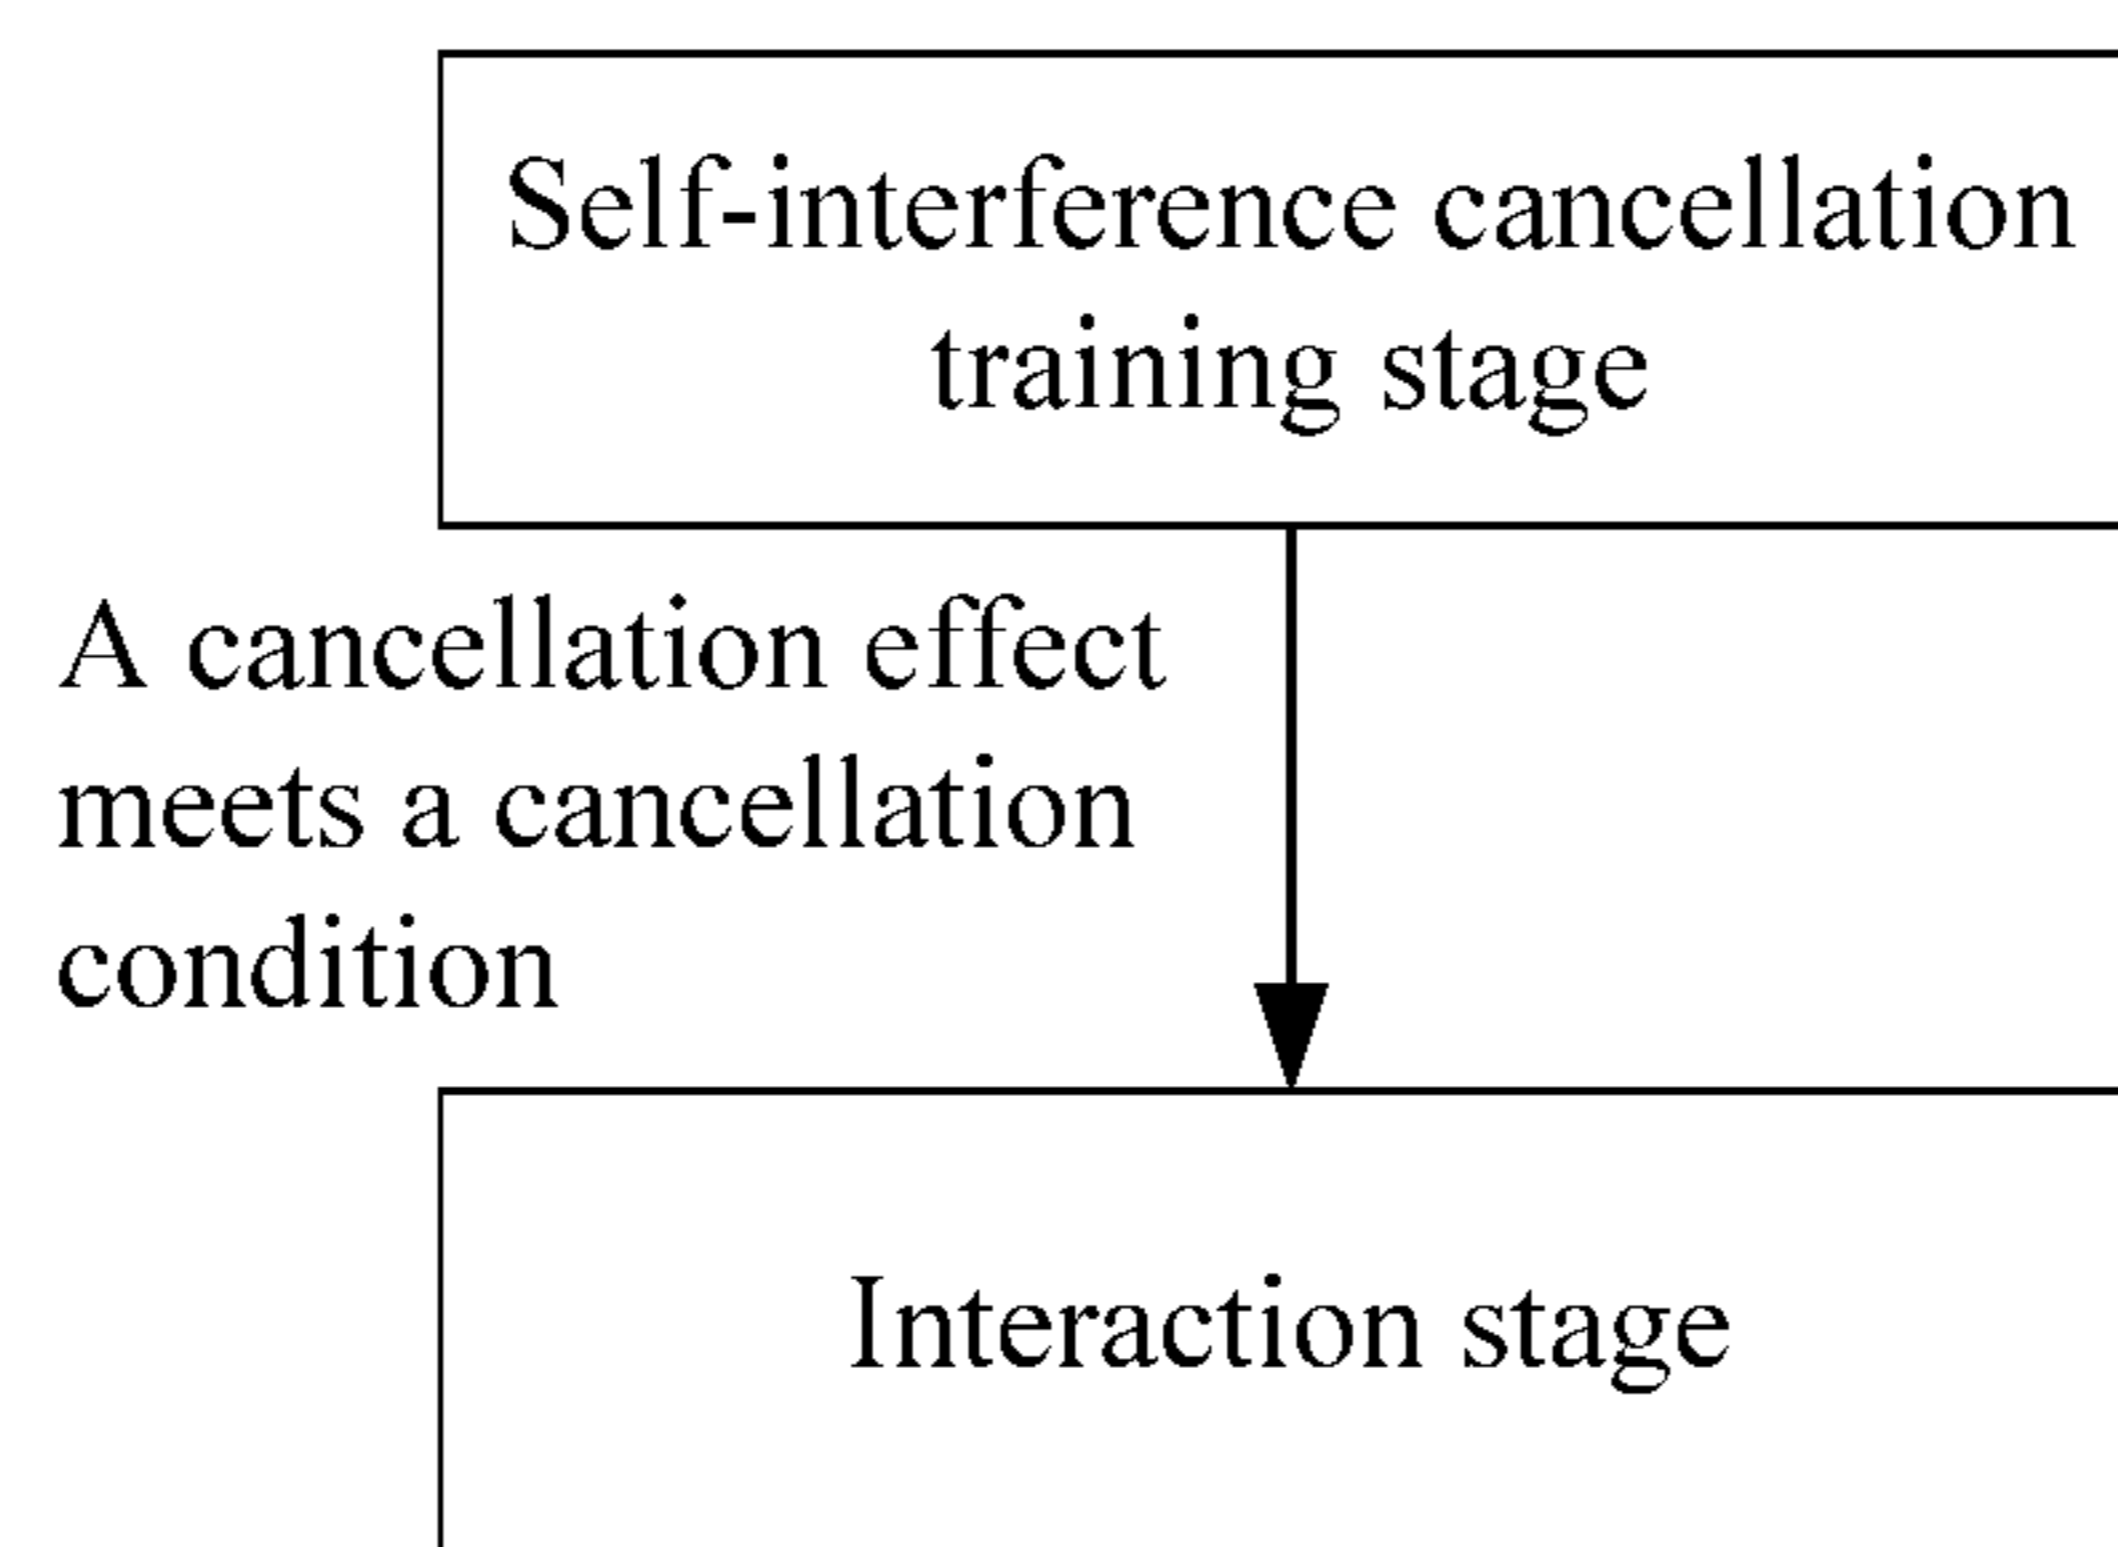 Self-interference cancellation
training stage
A cancellation effect
meets a cancellation
condition
Interaction stage